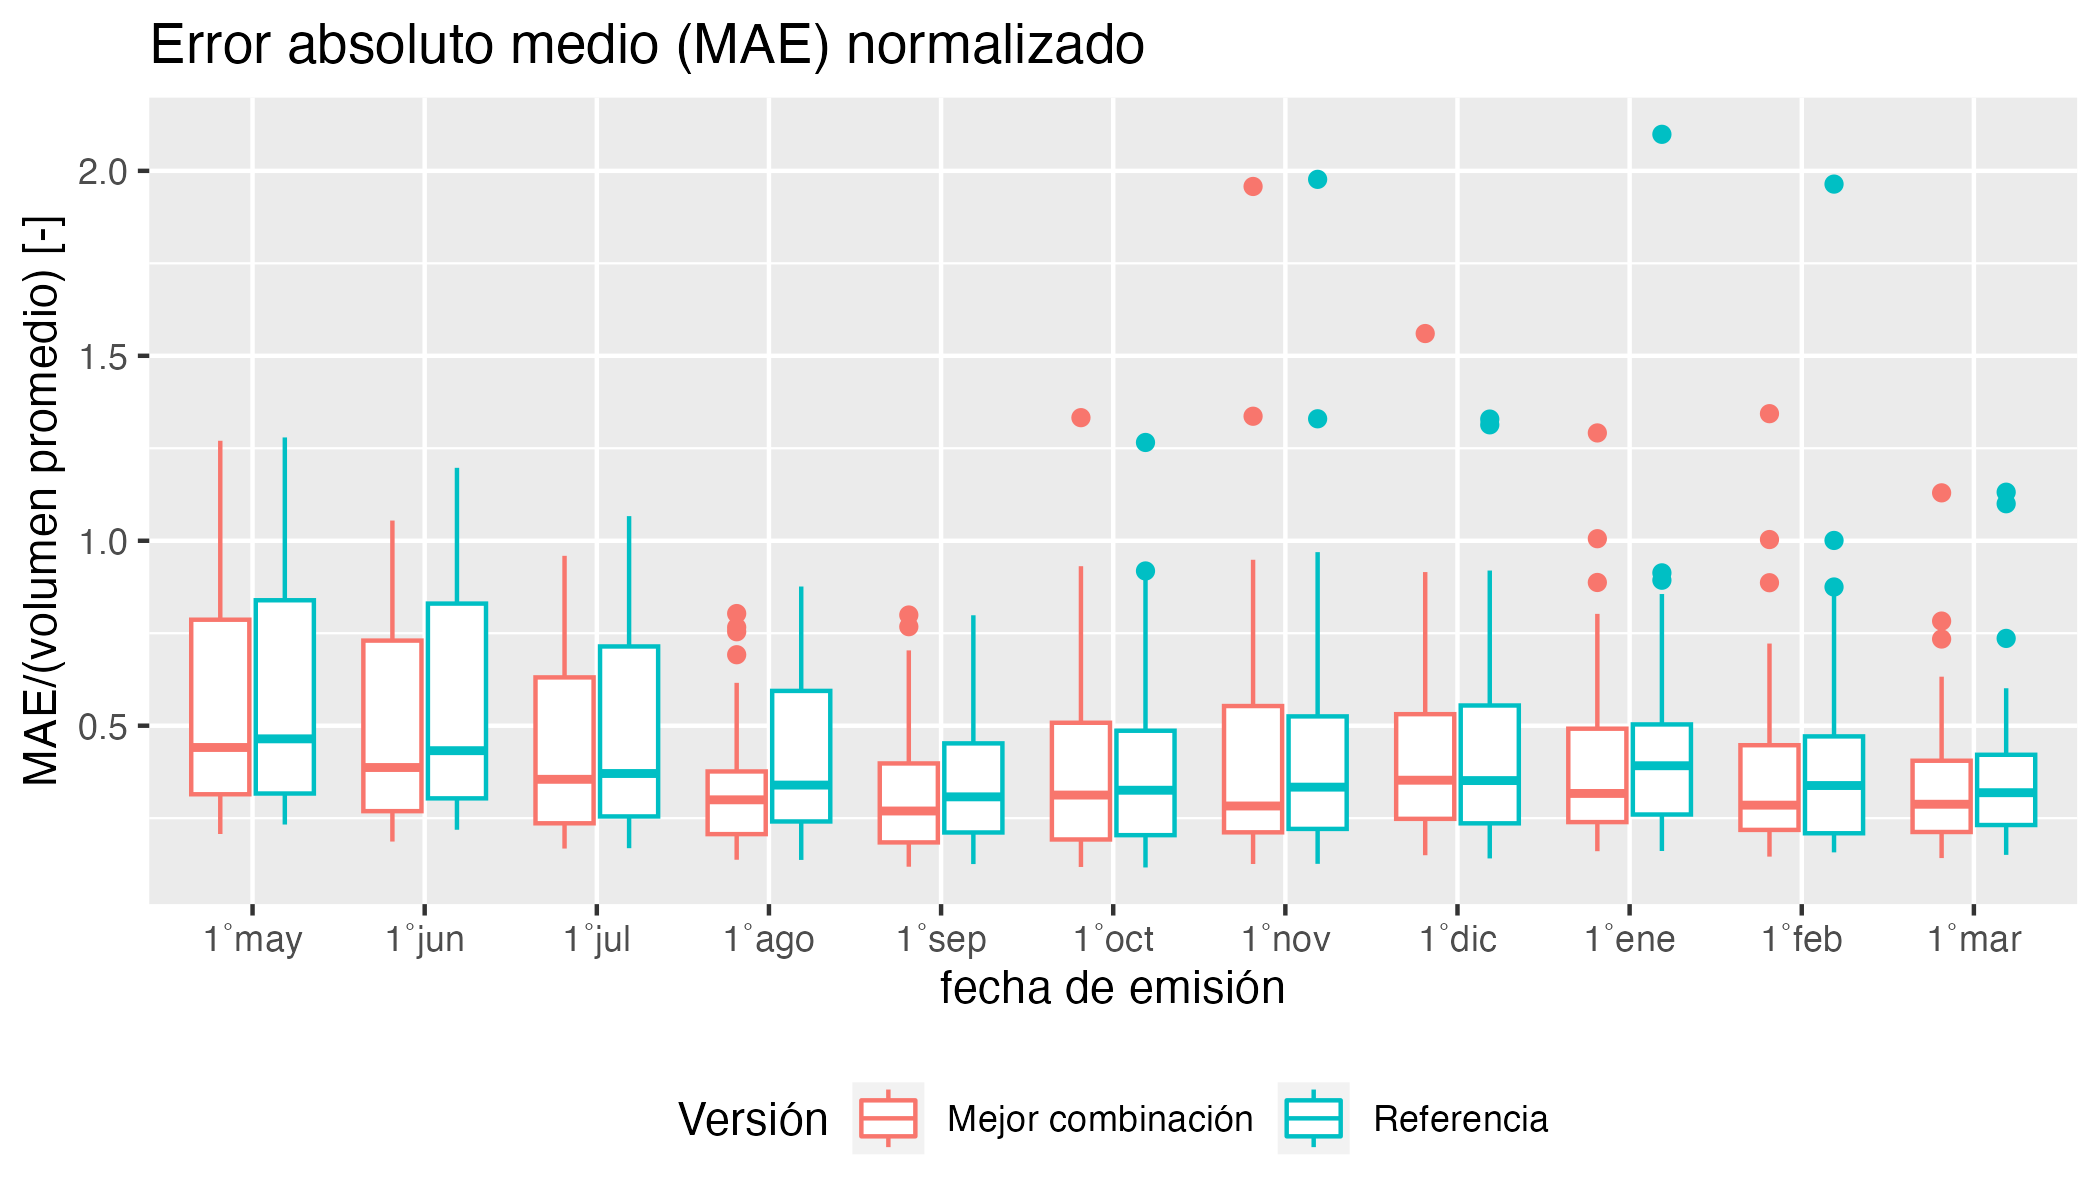 Error absoluto medio (MAE) normalizado
MAE/(volumen promedio) [-]
2.0
1.5
1.0
0.5
1°may 1°jun 1°jul 1°ago 1°sep 1°oct 1°nov 1°dic 1°ene 1°feb 1°mar
fecha de emisión
Versión Mejor combinación Referencia